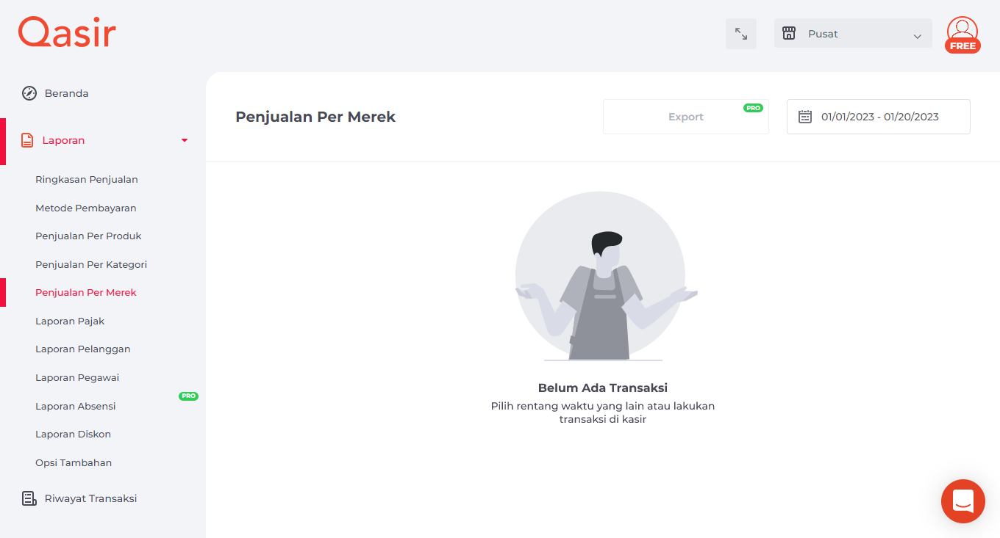 Qasir
Pusat
FREE
Beranda
Laporan
Ringkasan Penjualan
Metode Pembayaran
Penjualan Per Produk
Penjualan Per Kategori
Penjualan Per Merek
Laporan Pajak
Laporan Pelanggan
Laporan Pegawai
Laporan Absensi
PRO
Laporan Diskon
Opsi Tambahan
Riwayat Transaksi
Penjualan Per Merek
Export
PRO
01/01/2023 - 01/20/2023
Belum Ada Transaksi
Pilih rentang waktu yang lain atau lakukan
transaksi di kasir